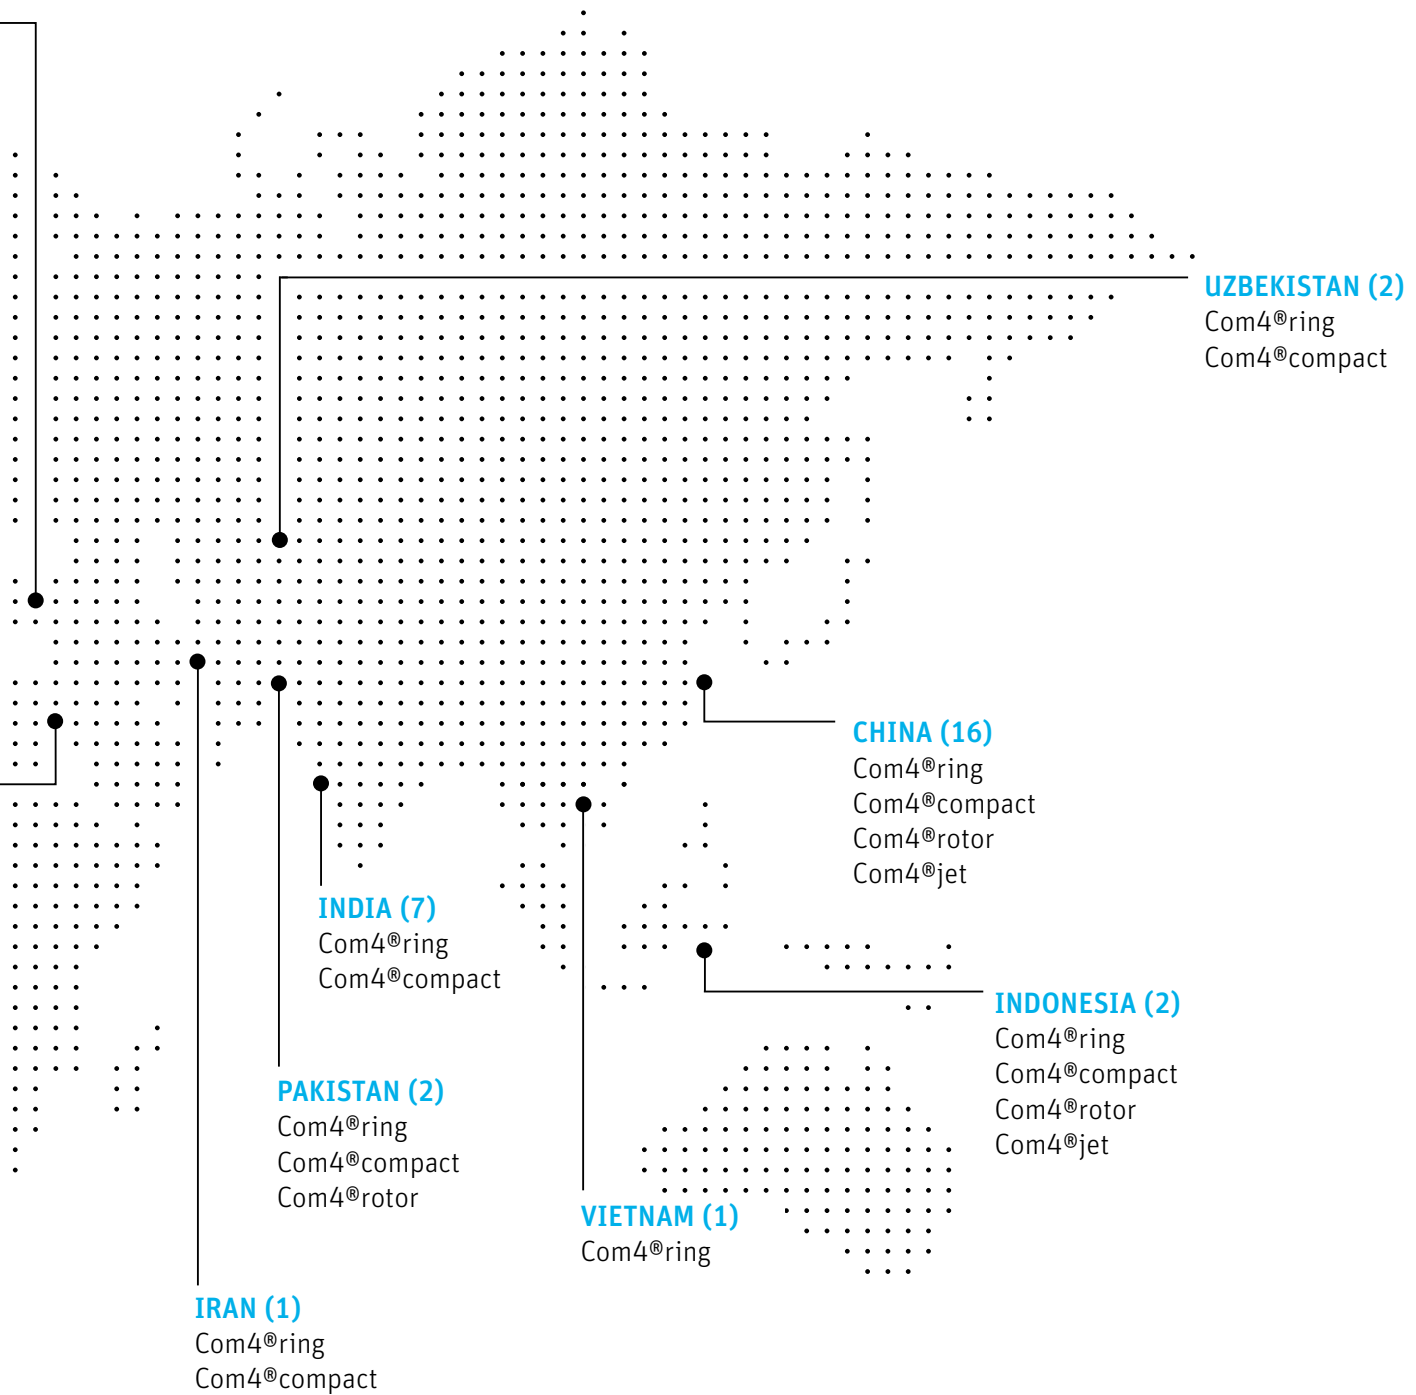 UZBEKISTAN (2)
Com4®ring
Com4®compact
CHINA (16)
Com4®ring
Com4®compact
Com4®rotor
Com4®jet
INDIA (7)
Com4®ring
Com4®compact
INDONESIA (2)
Com4®ring
Com4®compact
Com4®rotor
Com4®jet
PAKISTAN (2)
Com4®ring
Com4®compact
Com4®rotor
VIETNAM (1)
Com4®ring
IRAN (1)
Com4®ring
Com4®compact